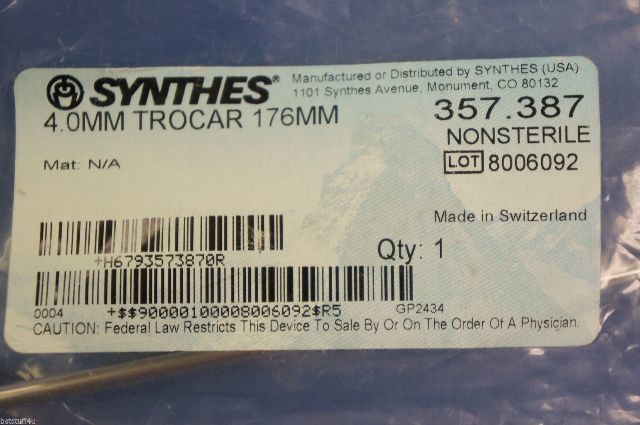 SYNTHES®
Manufactured or Distributed by SYNTHES (USA)
1101 Synthes Avenue, Monument, CO 80132
4.0MM TROCAR 176MM
357.387
NONSTERILE
Mat: N/A
LOT 8006092
Made in Switzerland
+H6793573870R
Qty: 1
0004 +$$90000100008006092$R5 GP2434
CAUTION: Federal Law Restricts This Device To Sale By Or On The Order Of A Physician.
batstuff4u